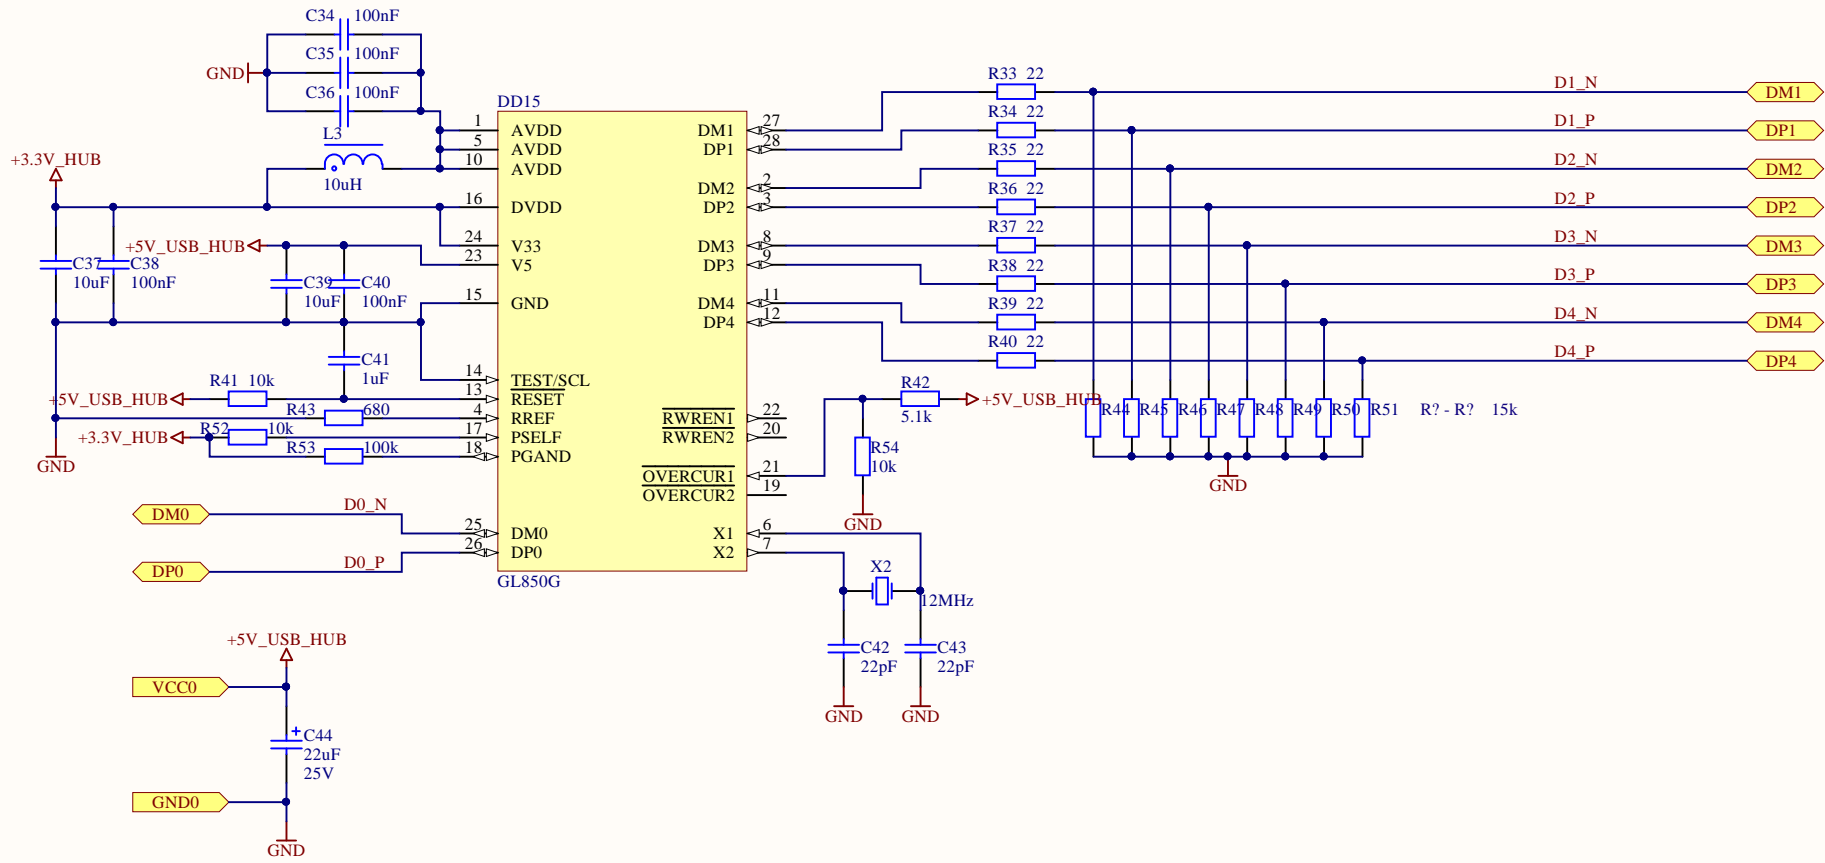 C34 100nF
C35 100nF
GND
C36 100nF
L3
10uH
+3.3V_HUB
DD15
1 AVDD
5 AVDD
10 AVDD
16 DVDD
24 V33
23 V5
15 GND
14 TEST/SCL
13 RESET
4 RREF
17 PSELF
18 PGAND
25 DM0
26 DP0
GL850G
DM1 27
DP1 28
DM2 2
DP2 3
DM3 8
DP3 9
DM4 11
DP4 12
RWREN1 22
RWREN2 20
OVERCUR1 21
OVERCUR2 19
X1 6
X2 7
+5V_USB_HUB
C37
10uF
C38
100nF
C39
10uF
C40
100nF
C41
1uF
R41 10k
+5V_USB_HUB
R43 680
R52 10k
+3.3V_HUB
R53 100k
GND
DM0 D0_N
DP0 D0_P
R33 22 D1_N DM1
R34 22 D1_P DP1
R35 22 D2_N DM2
R36 22 D2_P DP2
R37 22 D3_N DM3
R38 22 D3_P DP3
R39 22 D4_N DM4
R40 22 D4_P DP4
R42
5.1k
+5V_USB_HUB
R44 R45 R46 R47 R48 R49 R50 R51 R? - R? 15k
GND
R54
10k
GND
X2
12MHz
C42
22pF
C43
22pF
GND GND
+5V_USB_HUB
VCC0
+ C44
22uF
25V
GND0
GND